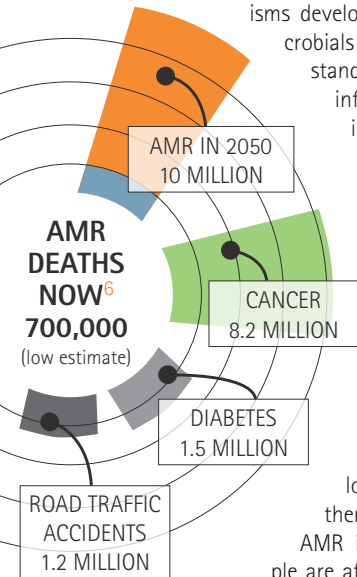 isms develo
crobials
stand
inf
i
AMR IN 2050
10 MILLION
AMR
DEATHS
NOW6
700,000
(low estimate)
CANCER
8.2 MILLION
DIABETES
1.5 MILLION
ROAD TRAFFIC
ACCIDENTS
1.2 MILLION
lo
ther
AMR i
ple are at